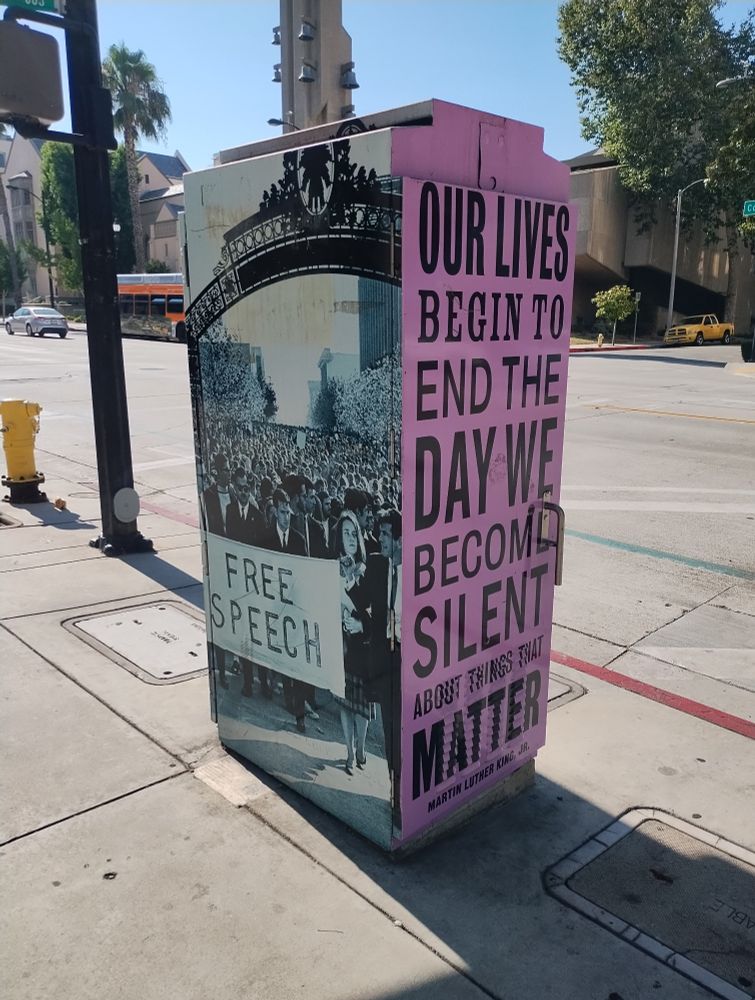 FREE
SPEECH
OUR LIVES
BEGIN TO
END THE
DAY WE
BECOME
SILENT
ABOUT THINGS THAT
MATTER
MARTIN LUTHER KING, JR.